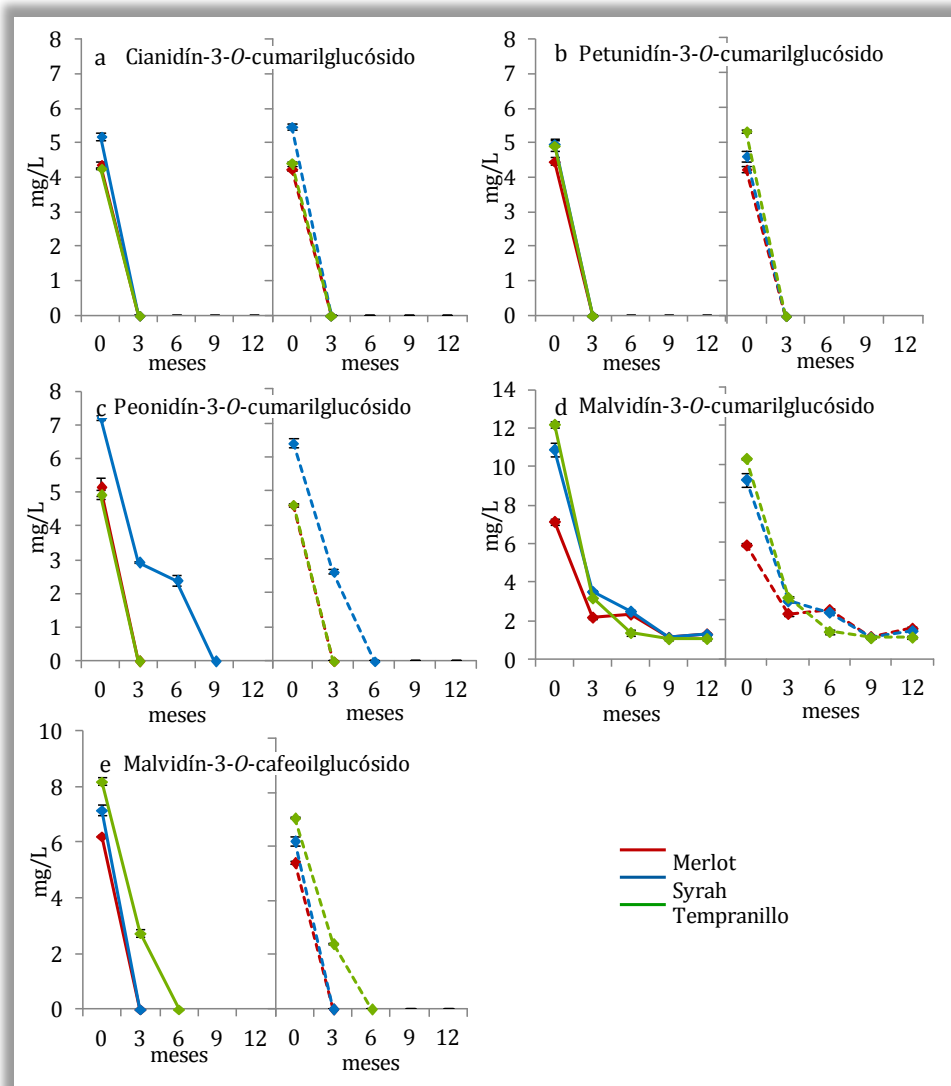 a Cianidín-3-O-cumarilglucósido
8
7
6
5
4
3
2
1
0
mg/L
0 3 6 9 12 0 3 6 9 12
meses meses
b Petunidín-3-O-cumarilglucósido
8
7
6
5
4
3
2
1
0
mg/L
0 3 6 9 12 0 3 6 9 12
meses meses
c Peonidín-3-O-cumarilglucósido
8
7
6
5
4
3
2
1
0
mg/L
0 3 6 9 12 0 3 6 9 12
meses meses
d Malvidín-3-O-cumarilglucósido
14
12
10
8
6
4
2
0
mg/L
0 3 6 9 12 0 3 6 9 12
meses meses
e Malvidín-3-O-cafeoilglucósido
10
8
6
4
2
0
mg/L
0 3 6 9 12 0 3 6 9 12
meses meses
Merlot
Syrah
Tempranillo